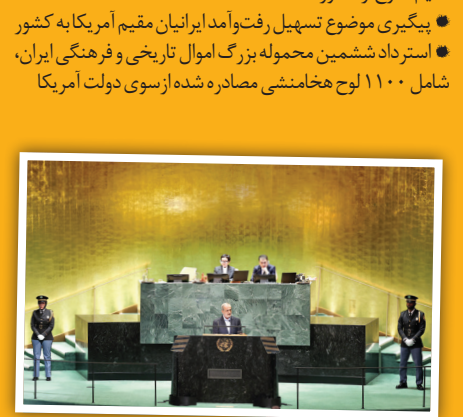 ✹ پیگیری موضوع تسهیل رفت‌وآمد ایرانیان مقیم آمریکا به کشور
✹ استرداد ششمین محموله بزرگ اموال تاریخی و فرهنگی ایران،
شامل ۱۱۰۰ لوح هخامنشی مصادره شده از سوی دولت آمریکا